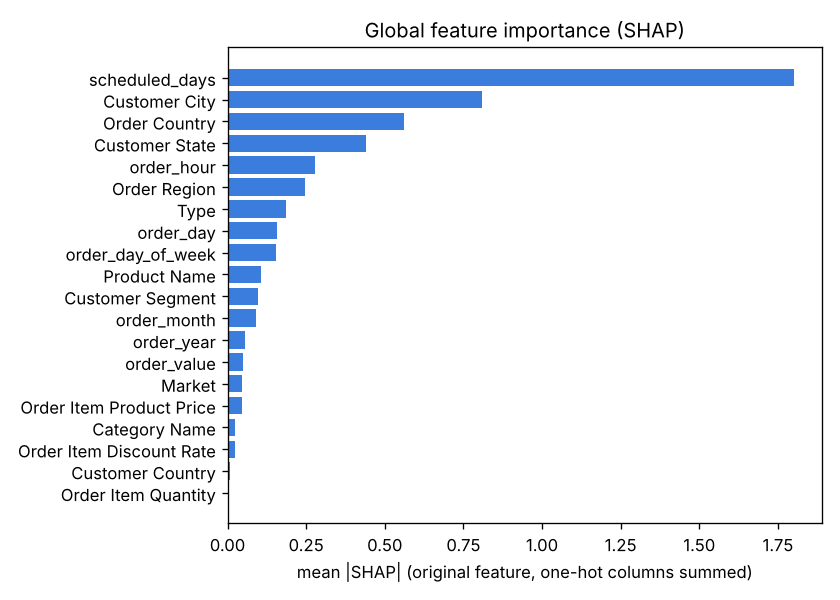 Global feature importance (SHAP)
scheduled_days
Customer City
Order Country
Customer State
order_hour
Order Region
Type
order_day
order_day_of_week
Product Name
Customer Segment
order_month
order_year
order_value
Market
Order Item Product Price
Category Name
Order Item Discount Rate
Customer Country
Order Item Quantity
0.00 0.25 0.50 0.75 1.00 1.25 1.50 1.75
mean |SHAP| (original feature, one-hot columns summed)